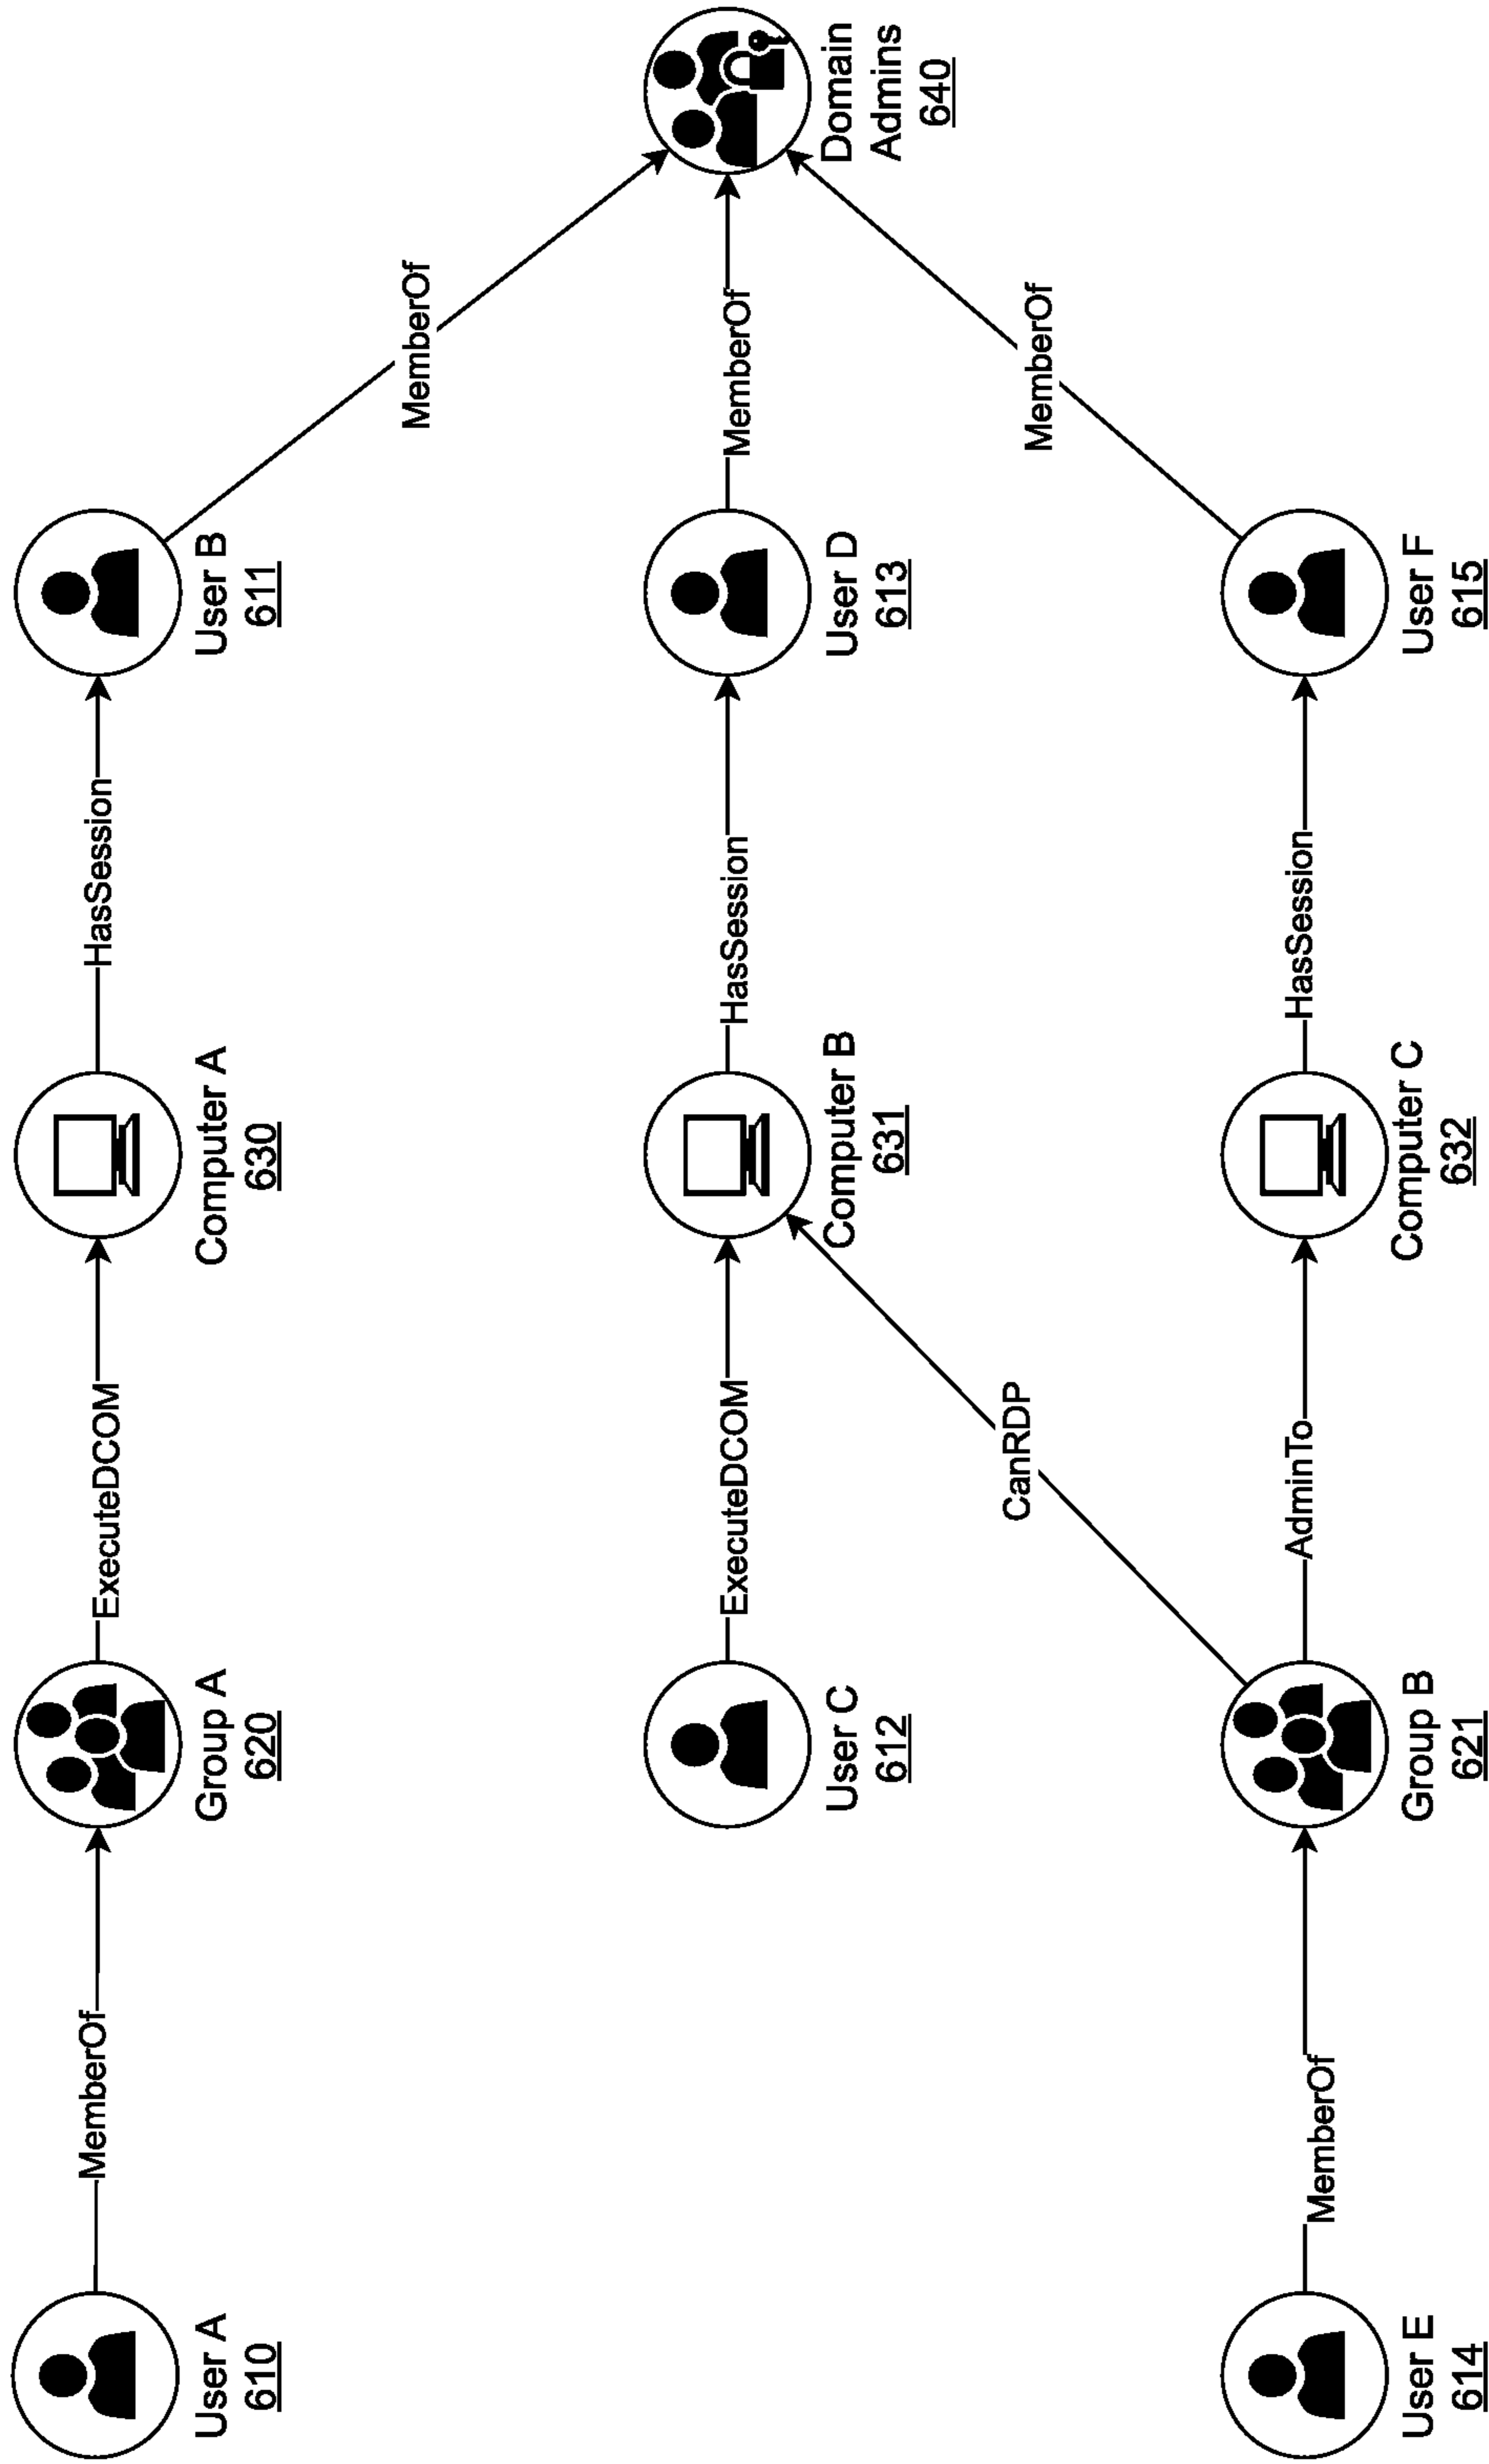 User A
610
MemberOf
Group A
620
ExecuteDCOM
Computer A
630
HasSession
User B
611
MemberOf
User C
612
ExecuteDCOM
Computer B
631
HasSession
User D
613
MemberOf
Domain
Admins
640
CanRDP
User E
614
MemberOf
Group B
621
AdminTo
Computer C
632
HasSession
User F
615
MemberOf